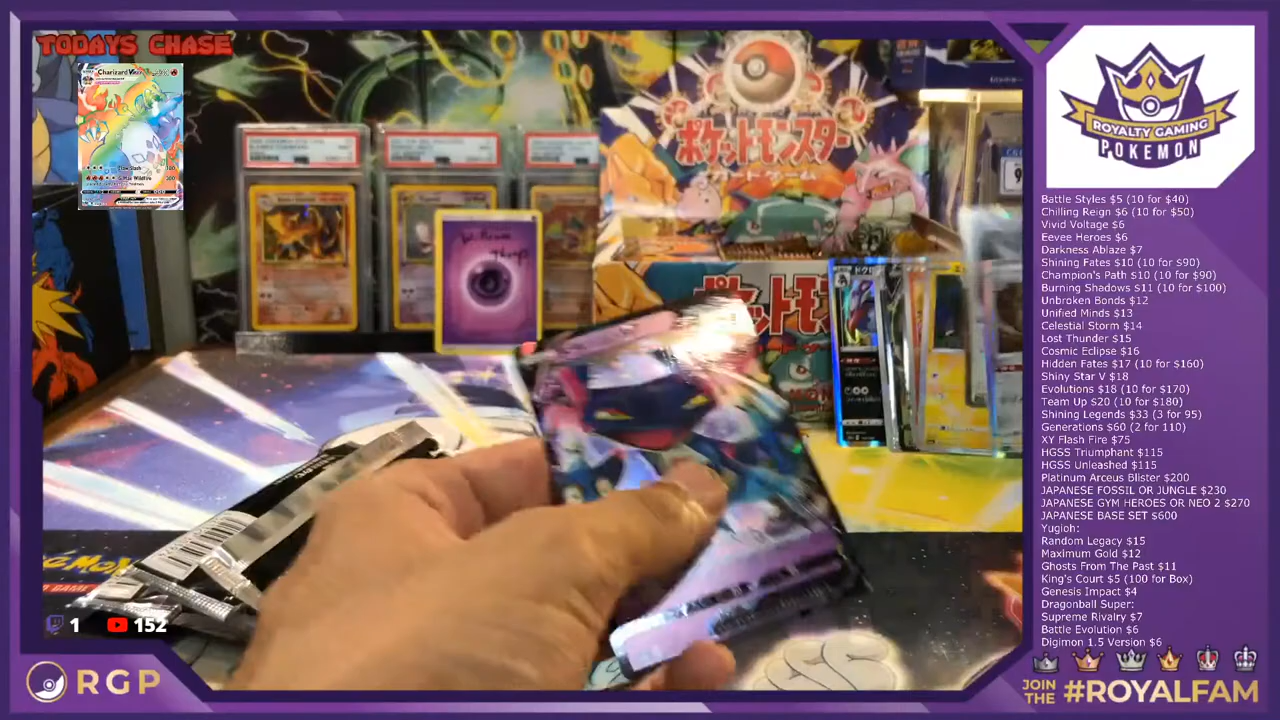 TODAYS CHASE
Charizard
ポケットモンスター
カードゲーム
ROYALTY GAMING
POKEMON
Battle Styles $5 (10 for $40)
Chilling Reign $6 (10 for $50)
Vivid Voltage $6
Eevee Heroes $6
Darkness Ablaze $7
Shining Fates $10 (10 for $90)
Champion's Path $10 (10 for $90)
Burning Shadows $11 (10 for $100)
Unbroken Bonds $12
Unified Minds $13
Celestial Storm $14
Lost Thunder $15
Cosmic Eclipse $16
Hidden Fates $17 (10 for $160)
Shiny Star V $18
Evolutions $18 (10 for $170)
Team Up $20 (10 for $180)
Shining Legends $33 (3 for 95)
Generations $60 (2 for 110)
XY Flash Fire $75
HGSS Triumphant $115
HGSS Unleashed $115
Platinum Arceus Blister $200
JAPANESE FOSSIL OR JUNGLE $230
JAPANESE GYM HEROES OR NEO 2 $270
JAPANESE BASE SET $600
Yugioh:
Random Legacy $15
Maximum Gold $12
Ghosts From The Past $11
King's Court $5 (100 for Box)
Genesis Impact $4
Dragonball Super:
Supreme Rivalry $7
Battle Evolution $6
Digimon 1.5 Version $6
1 152
RGP
JOIN THE #ROYALFAM